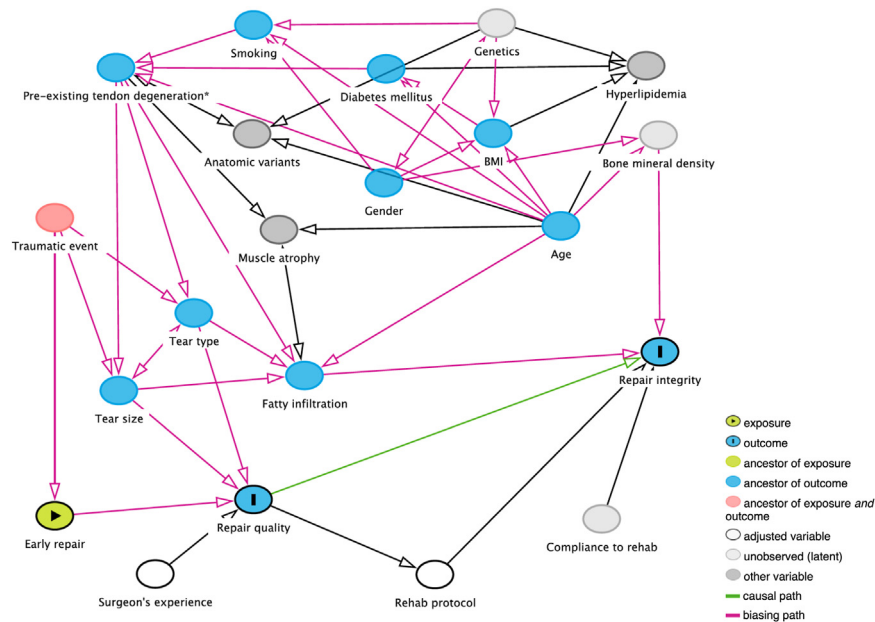 Smoking
Genetics
Pre-existing tendon degeneration*
Diabetes mellitus
Hyperlipidemia
Anatomic variants
BMI
Bone mineral density
Gender
Traumatic event
Muscle atrophy
Age
Tear type
Repair integrity
Tear size
Fatty infiltration
exposure
outcome
ancestor of exposure
ancestor of outcome
ancestor of exposure and
outcome
adjusted variable
unobserved (latent)
other variable
causal path
biasing path
Early repair
Repair quality
Compliance to rehab
Surgeon's experience
Rehab protocol